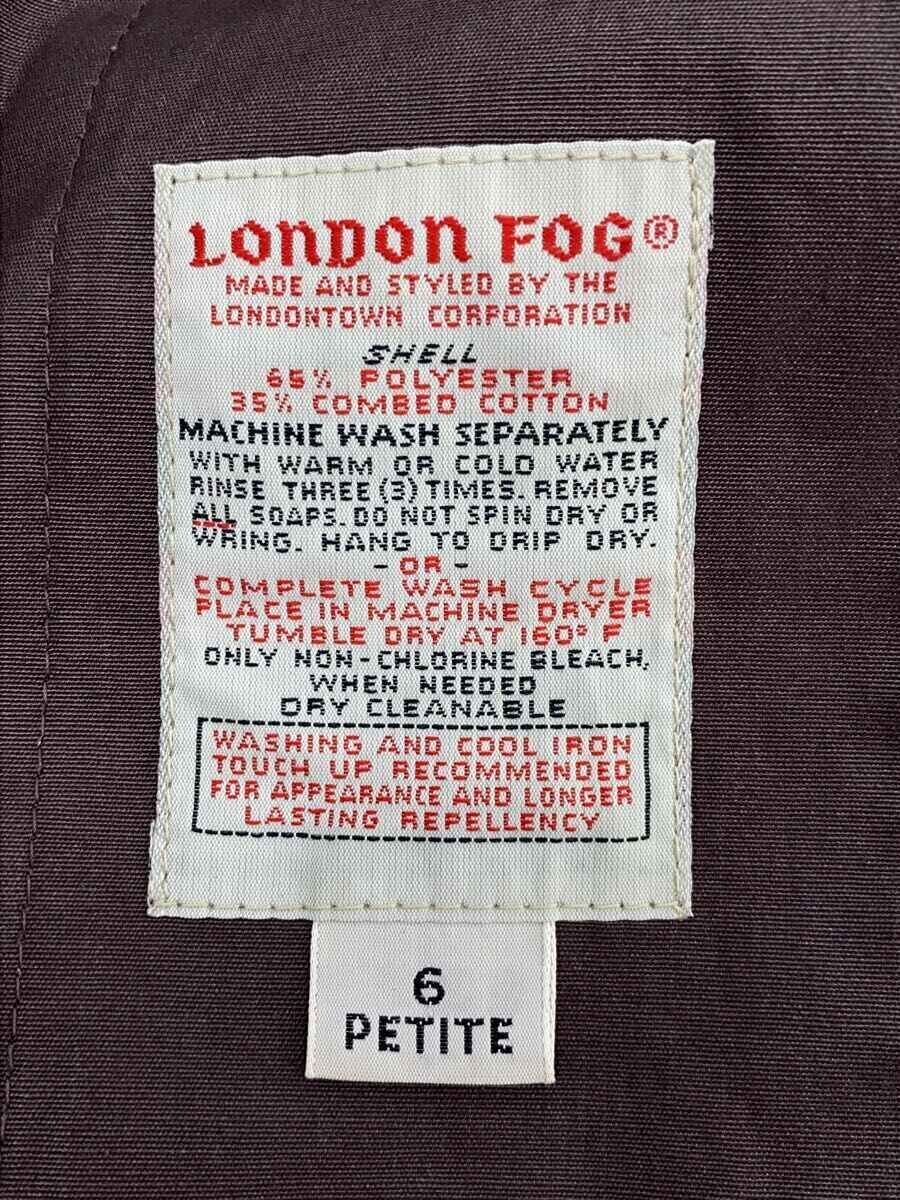 LONDON FOG®
MADE AND STYLED BY THE
LONDONTOWN CORPORATION
SHELL
65% POLYESTER
35% COMBED COTTON
MACHINE WASH SEPARATELY
WITH WARM OR COLD WATER
RINSE THREE (3) TIMES. REMOVE
ALL SOAPS. DO NOT SPIN DRY OR
WRING. HANG TO DRIP DRY.
- OR -
COMPLETE WASH CYCLE
PLACE IN MACHINE DRYER
TUMBLE DRY AT 160° F
ONLY NON-CHLORINE BLEACH,
WHEN NEEDED
DRY CLEANABLE
WASHING AND COOL IRON
TOUCH UP RECOMMENDED
FOR APPEARANCE AND LONGER
LASTING REPELLENCY
6
PETITE